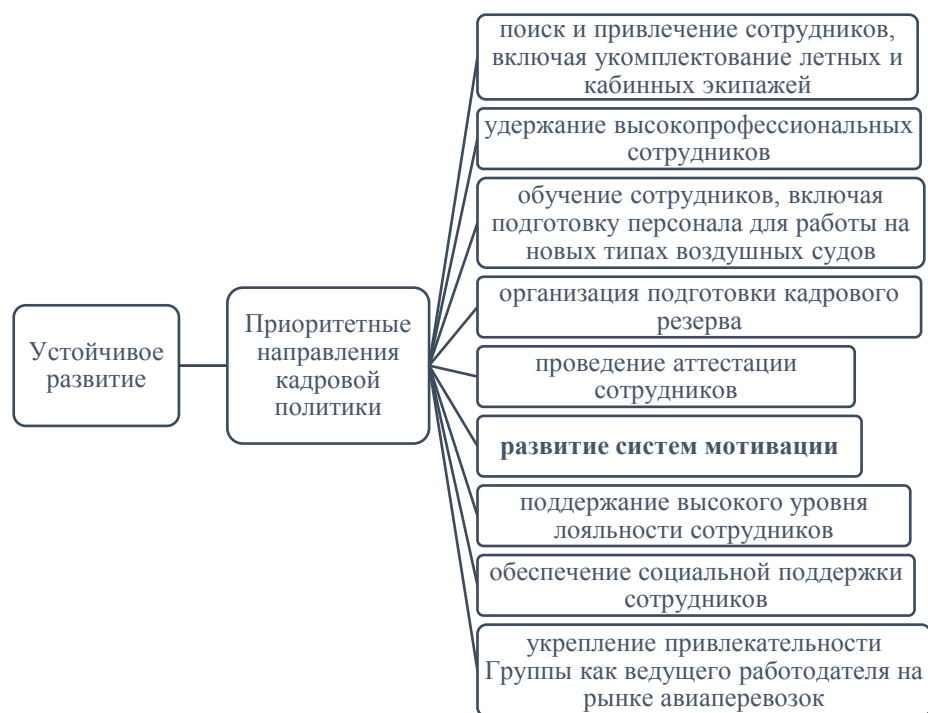 Устойчивое
развитие
Приоритетные
направления
кадровой
политики
поиск и привлечение сотрудников,
включая укомплектование летных и
кабинных экипажей
удержание высокопрофессиональных
сотрудников
обучение сотрудников, включая
подготовку персонала для работы на
новых типах воздушных судов
организация подготовки кадрового
резерва
проведение аттестации
сотрудников
развитие систем мотивации
поддержание высокого уровня
лояльности сотрудников
обеспечение социальной поддержки
сотрудников
укрепление привлекательности
Группы как ведущего работодателя на
рынке авиаперевозок